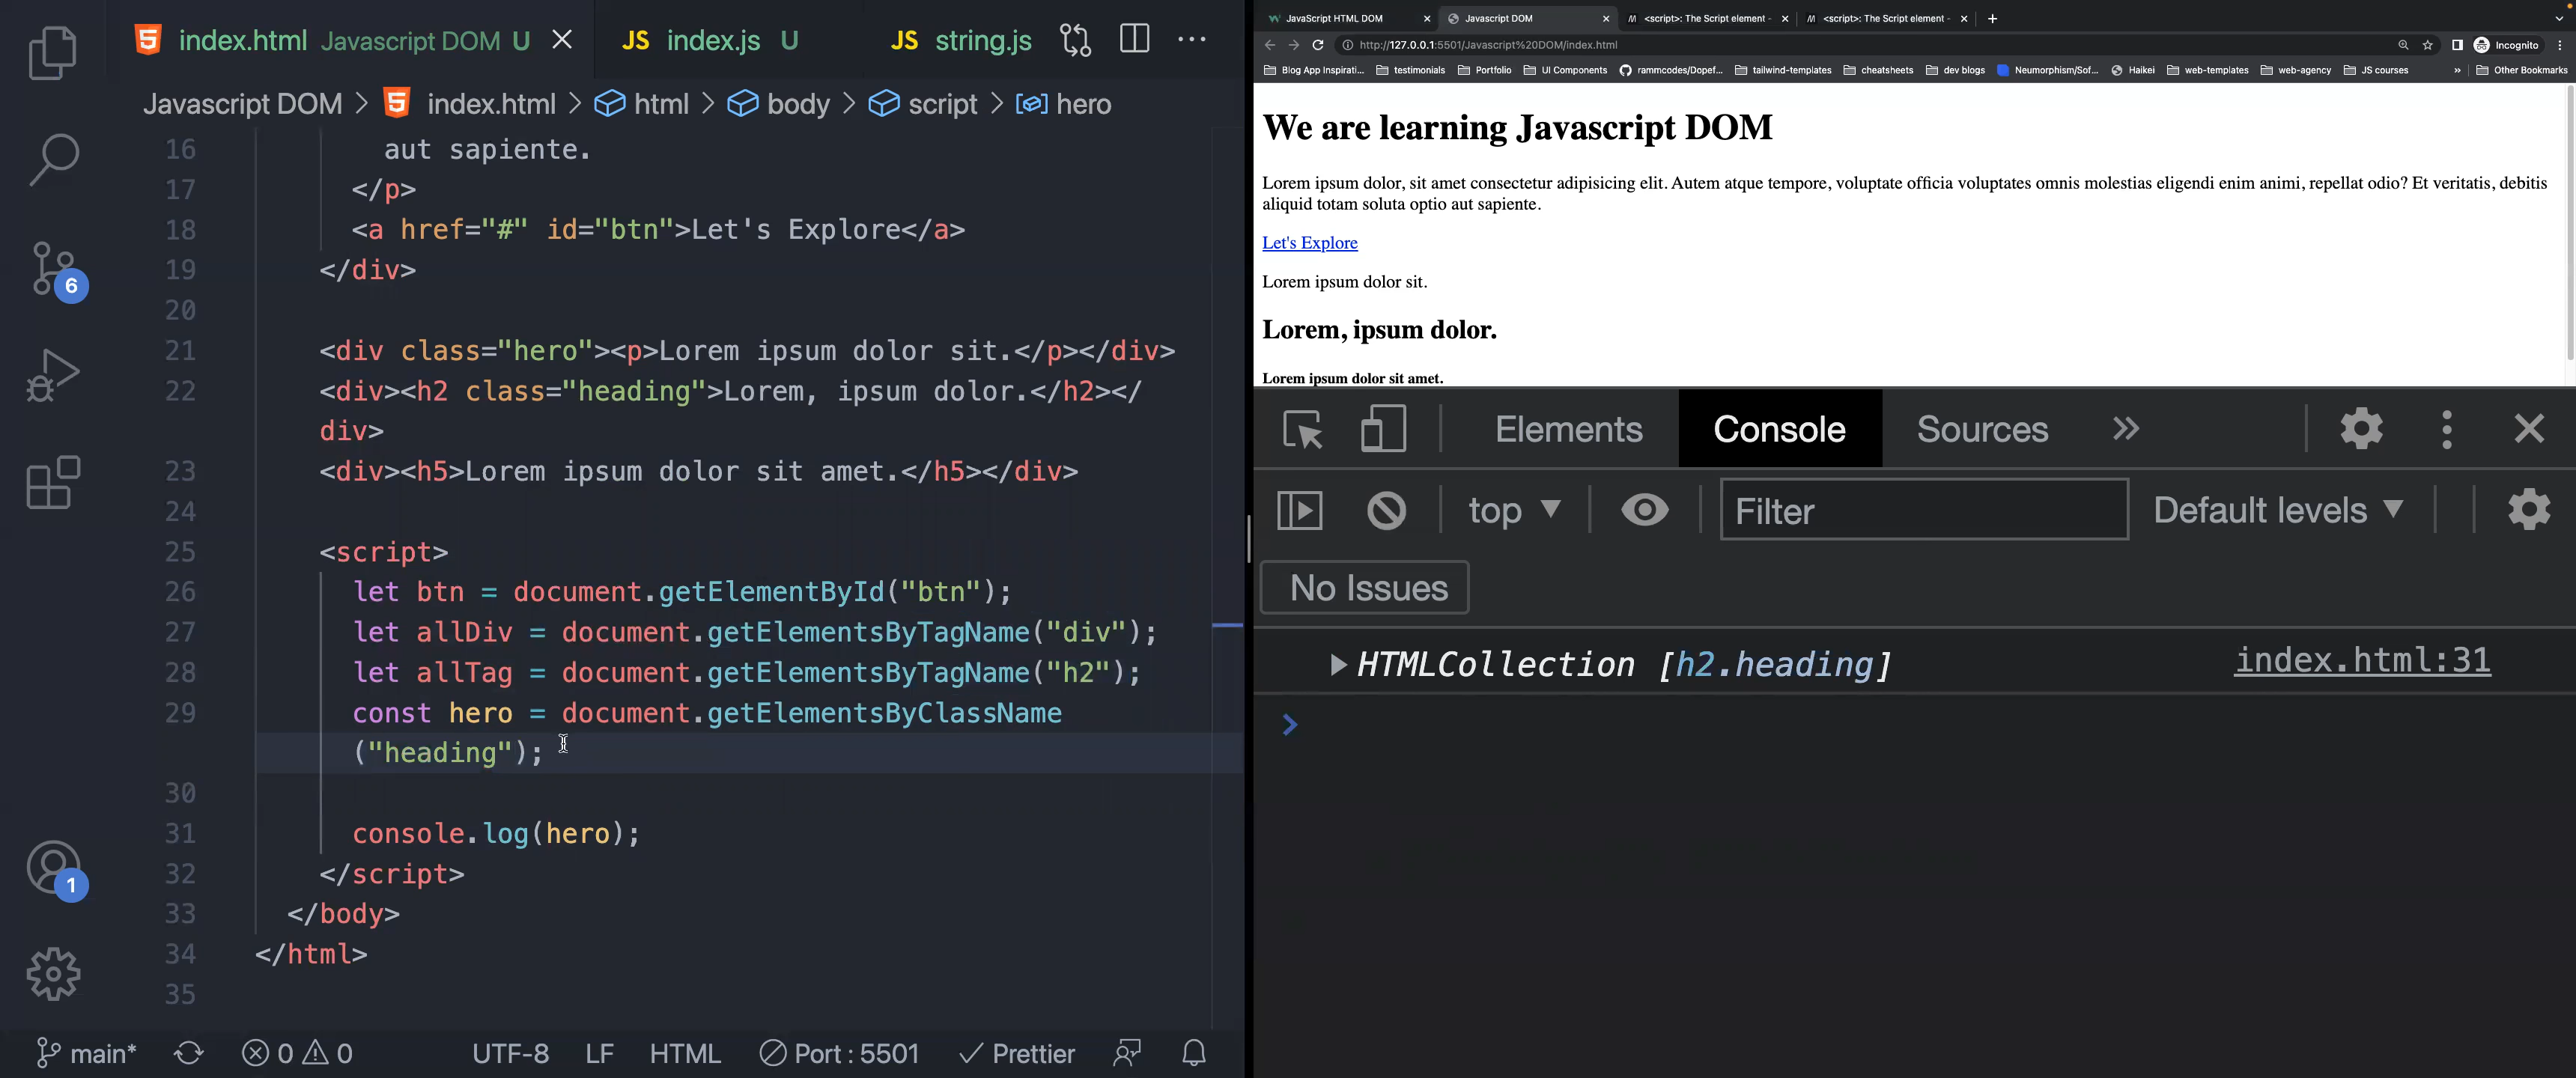 index.html Javascript DOM U
JS index.js U
JS string.js
Javascript DOM > index.html > html > body > script > hero
16 aut sapiente.
17 </p>
18 <a href="#" id="btn">Let's Explore</a>
19 </div>
20
21 <div class="hero"><p>Lorem ipsum dolor sit.</p></div>
22 <div><h2 class="heading">Lorem, ipsum dolor.</h2></
div>
23 <div><h5>Lorem ipsum dolor sit amet.</h5></div>
24
25 <script>
26 let btn = document.getElementById("btn");
27 let allDiv = document.getElementsByTagName("div");
28 let allTag = document.getElementsByTagName("h2");
29 const hero = document.getElementsByClassName
("heading");
30
31 console.log(hero);
32 </script>
33 </body>
34 </html>
35
6
1
main* 0 0 UTF-8 LF HTML Port : 5501 Prettier
JavaScript HTML DOM
Javascript DOM
<script>: The Script element -
<script>: The Script element -
http://127.0.0.1:5501/Javascript%20DOM/index.html
Incognito
Blog App Inspirati... testimonials Portfolio UI Components rammcodes/Dopef... tailwind-templates cheatsheets dev blogs Neumorphism/Sof... Haikei web-templates web-agency JS courses » Other Bookmarks
We are learning Javascript DOM
Lorem ipsum dolor, sit amet consectetur adipisicing elit. Autem atque tempore, voluptate officia voluptates omnis molestias eligendi enim animi, repellat odio? Et veritatis, debitis
aliquid totam soluta optio aut sapiente.
Let's Explore
Lorem ipsum dolor sit.
Lorem, ipsum dolor.
Lorem ipsum dolor sit amet.
Elements Console Sources »
top Filter Default levels
No Issues
HTMLCollection [h2.heading] index.html:31